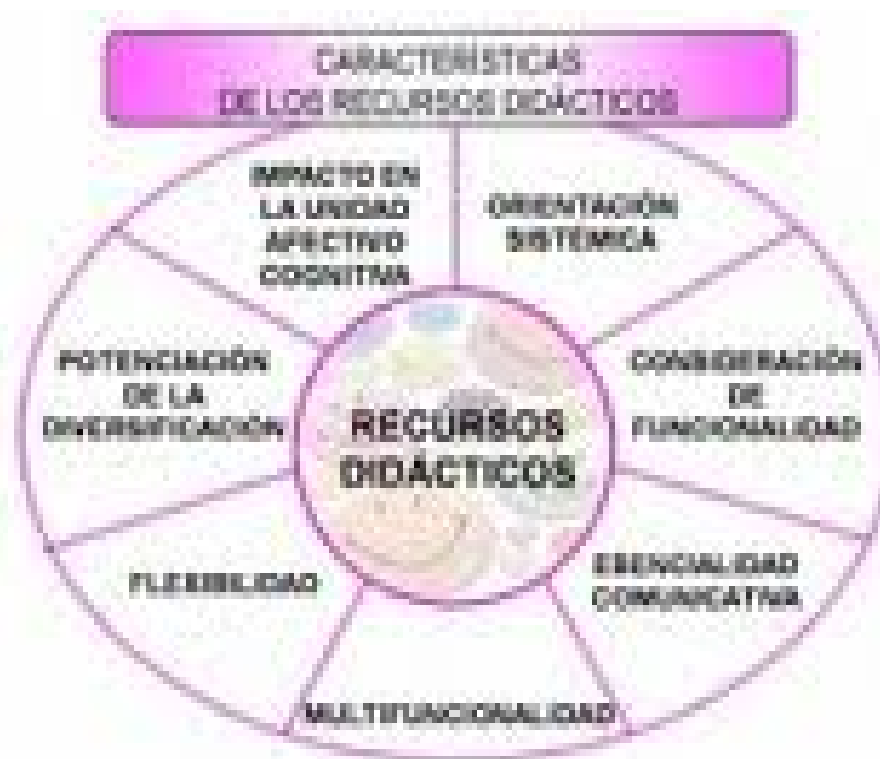 CARACTERÍSTICAS
DE LOS RECURSOS DIDÁCTICOS
IMPACTO EN
LA UNIDAD
AFECTIVO
COGNITIVA
ORIENTACIÓN
SISTÉMICA
CONSIDERACIÓN
DE
FUNCIONALIDAD
ESENCIALIDAD
COMUNICATIVA
MULTIFUNCIONALIDAD
FLEXIBILIDAD
POTENCIACIÓN
DE LA
DIVERSIFICACIÓN
RECURSOS
DIDÁCTICOS